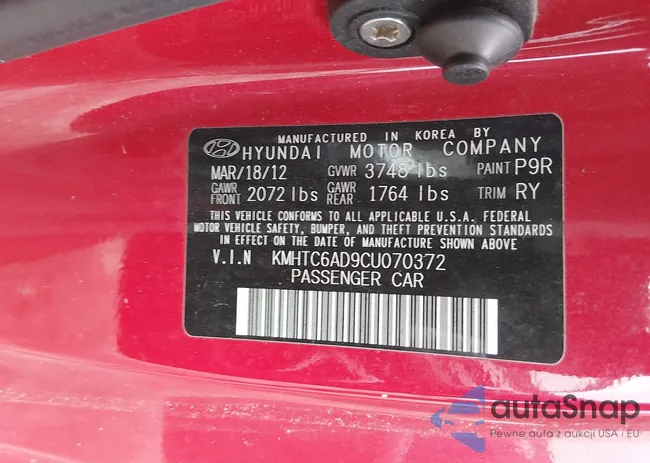 MANUFACTURED IN KOREA BY
HYUNDAI MOTOR COMPANY
MAR/18/12 GVWR 3748 lbs PAINT P9R
GAWR FRONT 2072 lbs GAWR REAR 1764 lbs TRIM RY
THIS VEHICLE CONFORMS TO ALL APPLICABLE U.S.A. FEDERAL
MOTOR VEHICLE SAFETY, BUMPER, AND THEFT PREVENTION STANDARDS
IN EFFECT ON THE DATE OF MANUFACTURE SHOWN ABOVE
V.I.N KMHTC6AD9CU070372
PASSENGER CAR
autoSnap
Pewne auta z aukcji USA i EU